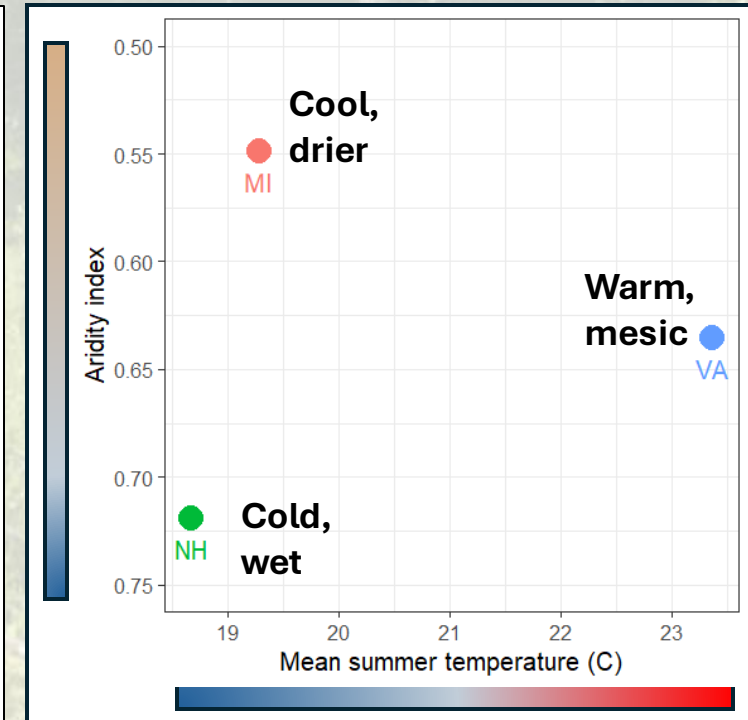 0.50
Cool,
drier
0.55
MI
0.60
Warm,
mesic
Aridity index
0.65
VA
0.70
Cold,
wet
NH
0.75
19 20 21 22 23
Mean summer temperature (C)